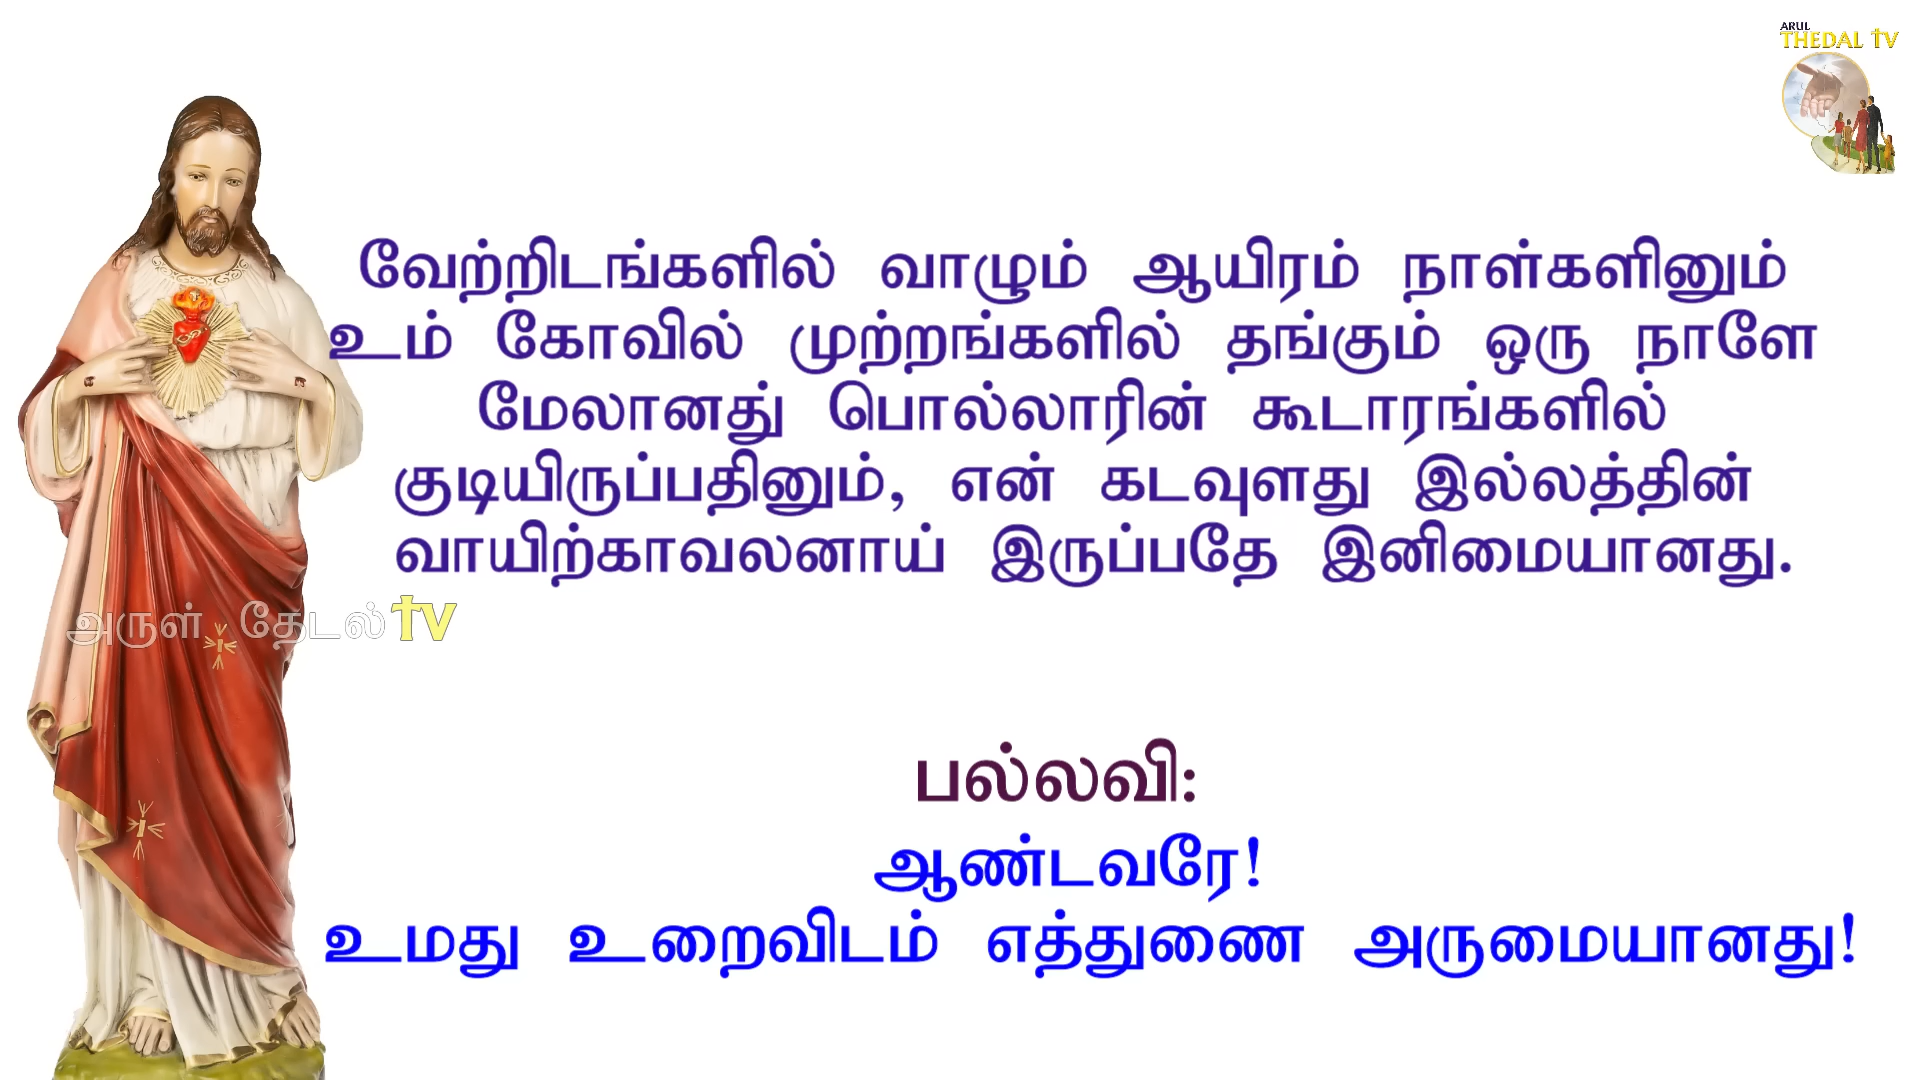 ARUL
THEDAL TV
வேற்றிடங்களில் வாழும் ஆயிரம் நாள்களினும்
உம் கோவில் முற்றங்களில் தங்கும் ஒரு நாளே
மேலானது பொல்லாரின் கூடாரங்களில்
குடியிருப்பதினும், என் கடவுளது இல்லத்தின்
வாயிற்காவலனாய் இருப்பதே இனிமையானது.
அருள் தேடல் TV
பல்லவி:
ஆண்டவரே!
உமது உறைவிடம் எத்துணை அருமையானது!